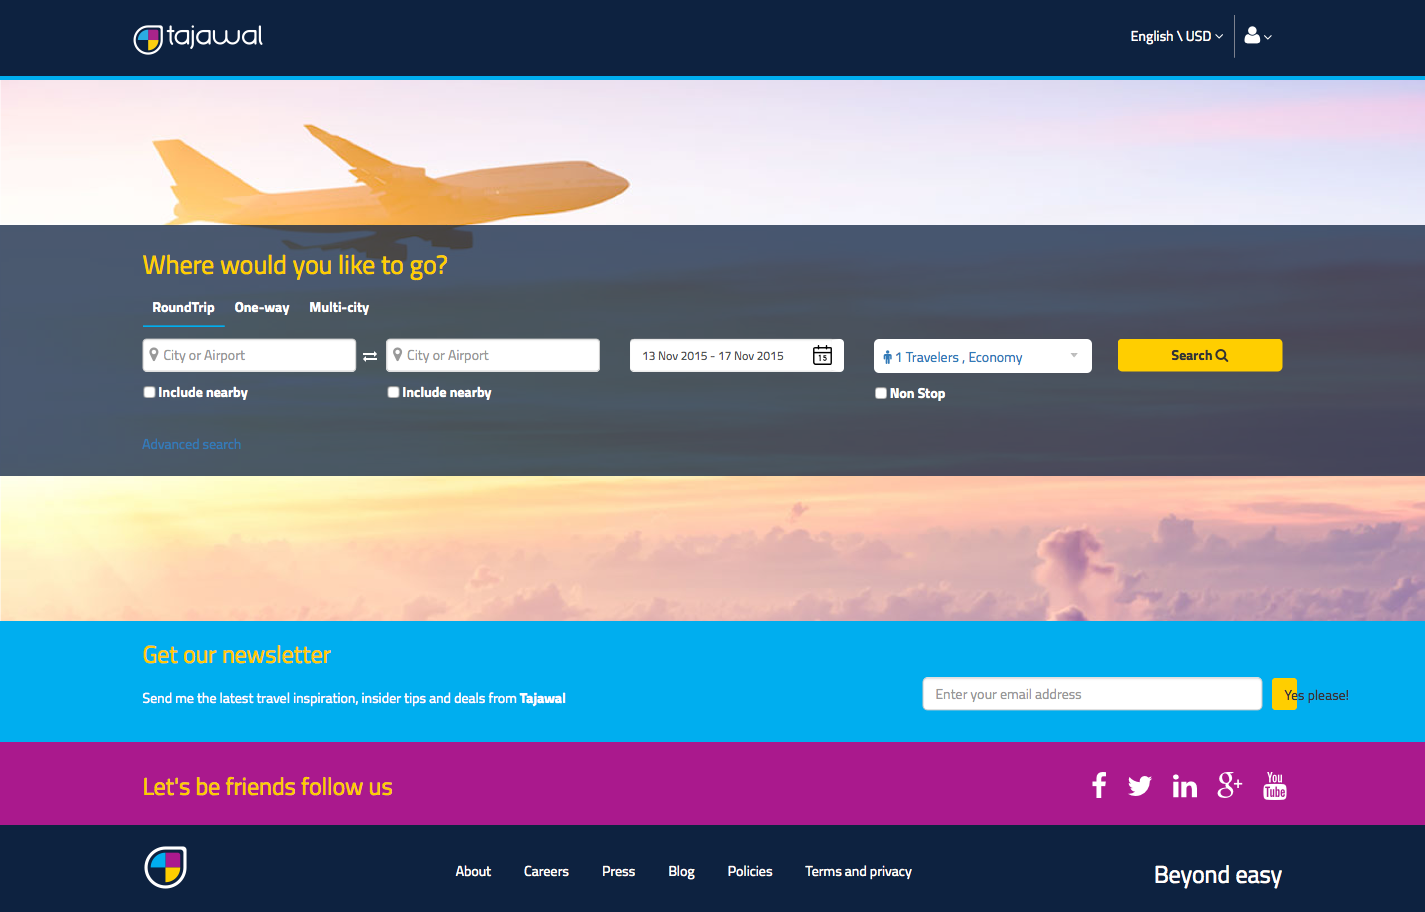 tajawal
English \ USD
Where would you like to go?
RoundTrip One-way Multi-city
City or Airport City or Airport 13 Nov 2015 - 17 Nov 2015 15 1 Travelers , Economy Search
Include nearby Include nearby Non Stop
Advanced search
Get our newsletter
Send me the latest travel inspiration, insider tips and deals from Tajawal
Enter your email address Yes please!
Let's be friends follow us
f in g+ You Tube
About Careers Press Blog Policies Terms and privacy
Beyond easy